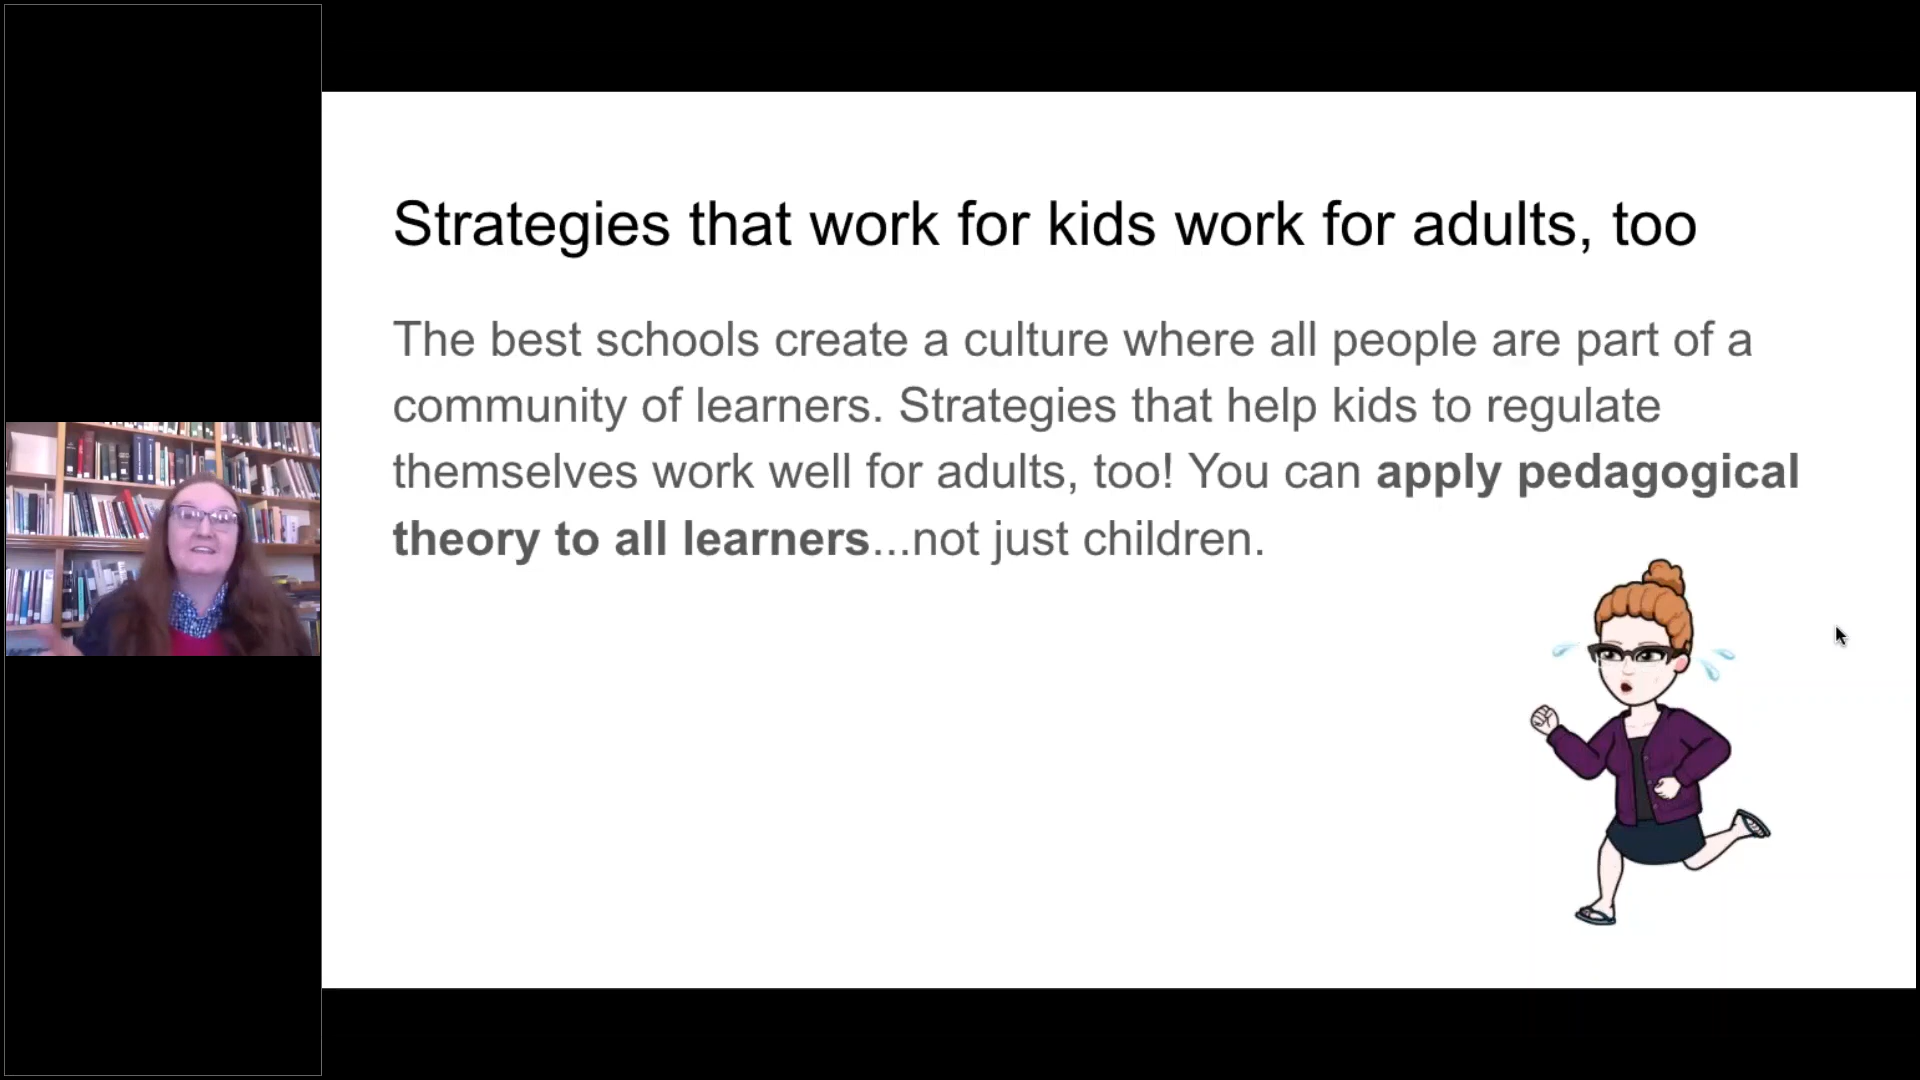 Strategies that work for kids work for adults, too
The best schools create a culture where all people are part of a
community of learners. Strategies that help kids to regulate
themselves work well for adults, too! You can apply pedagogical
theory to all learners...not just children.